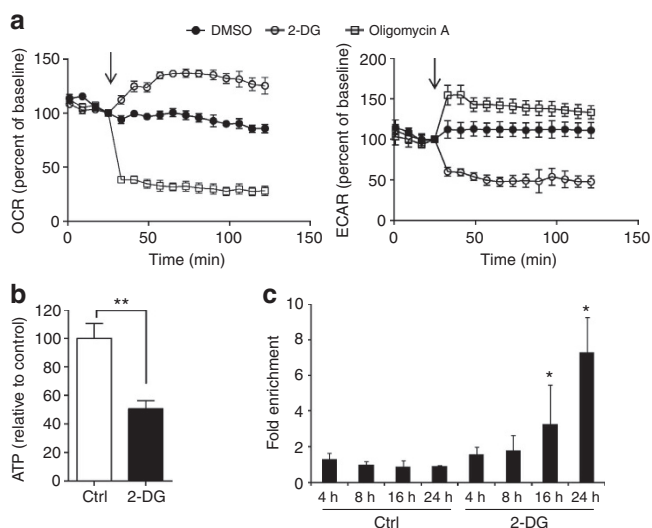 a
DMSO 2-DG Oligomycin A
OCR (percent of baseline)
150
100
50
0
0 50 100 150
Time (min)
ECAR (percent of baseline)
200
150
100
50
0
0 50 100 150
Time (min)
b
ATP (relative to control)
120
100
80
60
40
20
0
**
Ctrl 2-DG
c
Fold enrichment
10
8
6
4
2
0
* *
4 h 8 h 16 h 24 h 4 h 8 h 16 h 24 h
Ctrl 2-DG